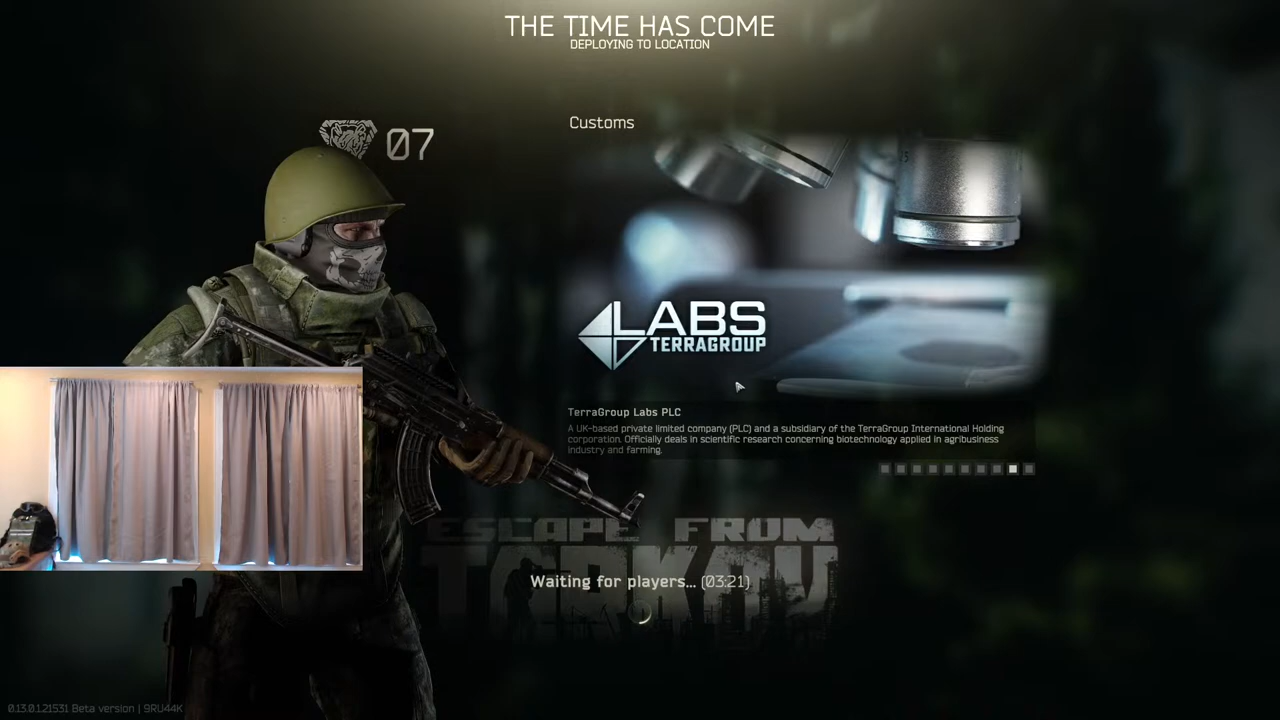 THE TIME HAS COME
DEPLOYING TO LOCATION
07
Customs
LABS
TERRAGROUP
TerraGroup Labs PLC
A UK-based private limited company (PLC) and a subsidiary of the TerraGroup International Holding
corporation. Officially deals in scientific research concerning biotechnology applied in agribusiness
industry and farming.
ESCAPE FROM
TARKOV
Waiting for players... (03:21)
0.13.0.1.21531 Beta version | 9RU44K